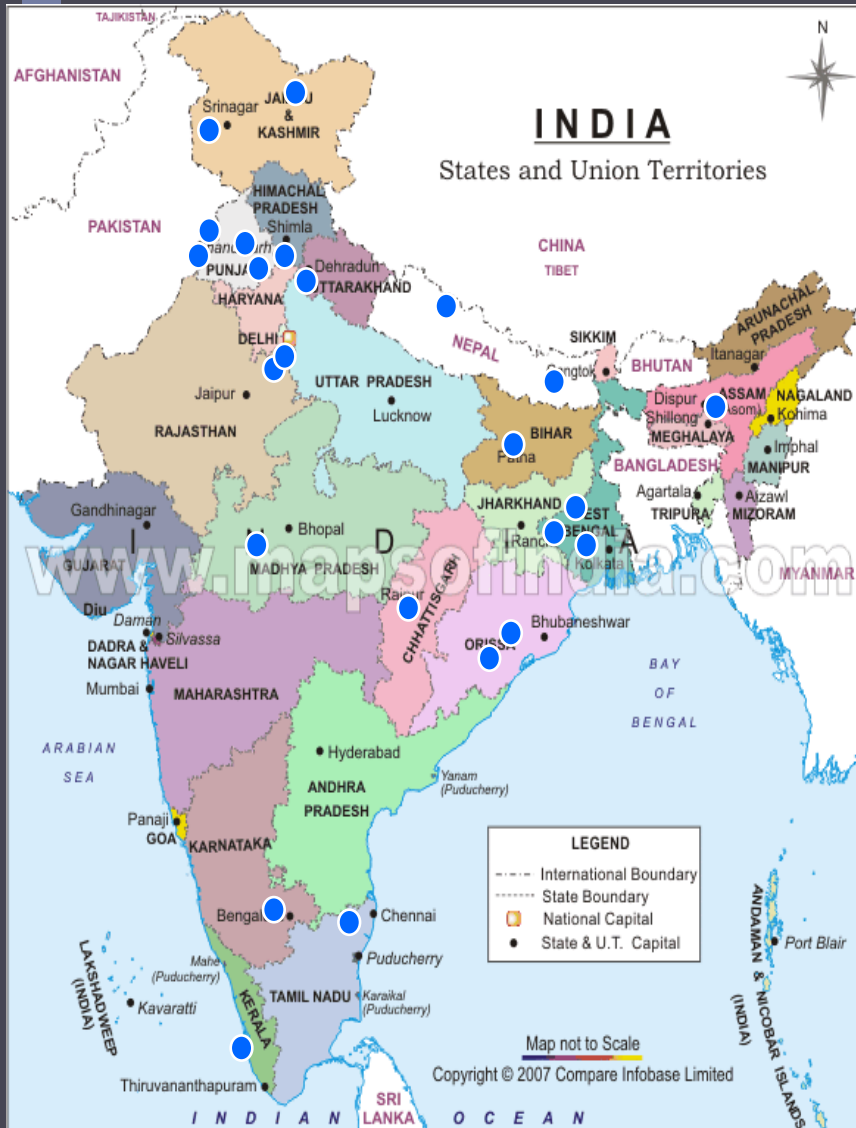 TAJIKISTAN
N
AFGHANISTAN
Srinagar
&
KASHMIR
INDIA
States and Union Territories
HIMACHAL
PRADESH
Shimla
PAKISTAN
CHINA
TIBET
Dehradun
UTTARAKHAND
HARYANA
DELHI
NEPAL
SIKKIM
BHUTAN
ARUNACHAL
PRADESH
Itanagar
Jaipur
UTTAR PRADESH
Lucknow
RAJASTHAN
BIHAR
Patna
Dispur
ASSAM
Shillong
MEGHALAYA
NAGALAND
Kohima
Imphal
MANIPUR
BANGLADESH
Agartala
TRIPURA
Aizawl
MIZORAM
Gandhinagar
GUJARAT
Bhopal
MADHYA PRADESH
JHARKHAND
BENGAL
Kolkata
I
D
I
A
www.mapsofindia.com
MYANMAR
Diu
Daman
Silvassa
DADRA &
NAGAR HAVELI
CHHATTISGARH
Bhubaneshwar
Mumbai
MAHARASHTRA
BAY
OF
BENGAL
ARABIAN
SEA
Hyderabad
ANDHRA
PRADESH
Yanam
(Puducherry)
Panaji
GOA
KARNATAKA
LEGEND
International Boundary
State Boundary
National Capital
State & U.T. Capital
Chennai
Puducherry
Mahe
(Puducherry)
TAMIL NADU
Karaikal
(Puducherry)
KERALA
LAKSHADWEEP
(INDIA)
Kavaratti
Thiruvananthapuram
ANDAMAN & NICOBAR ISLANDS
(INDIA)
Port Blair
Map not to Scale
Copyright © 2007 Compare Infobase Limited
SRI
LANKA
INDIAN OCEAN